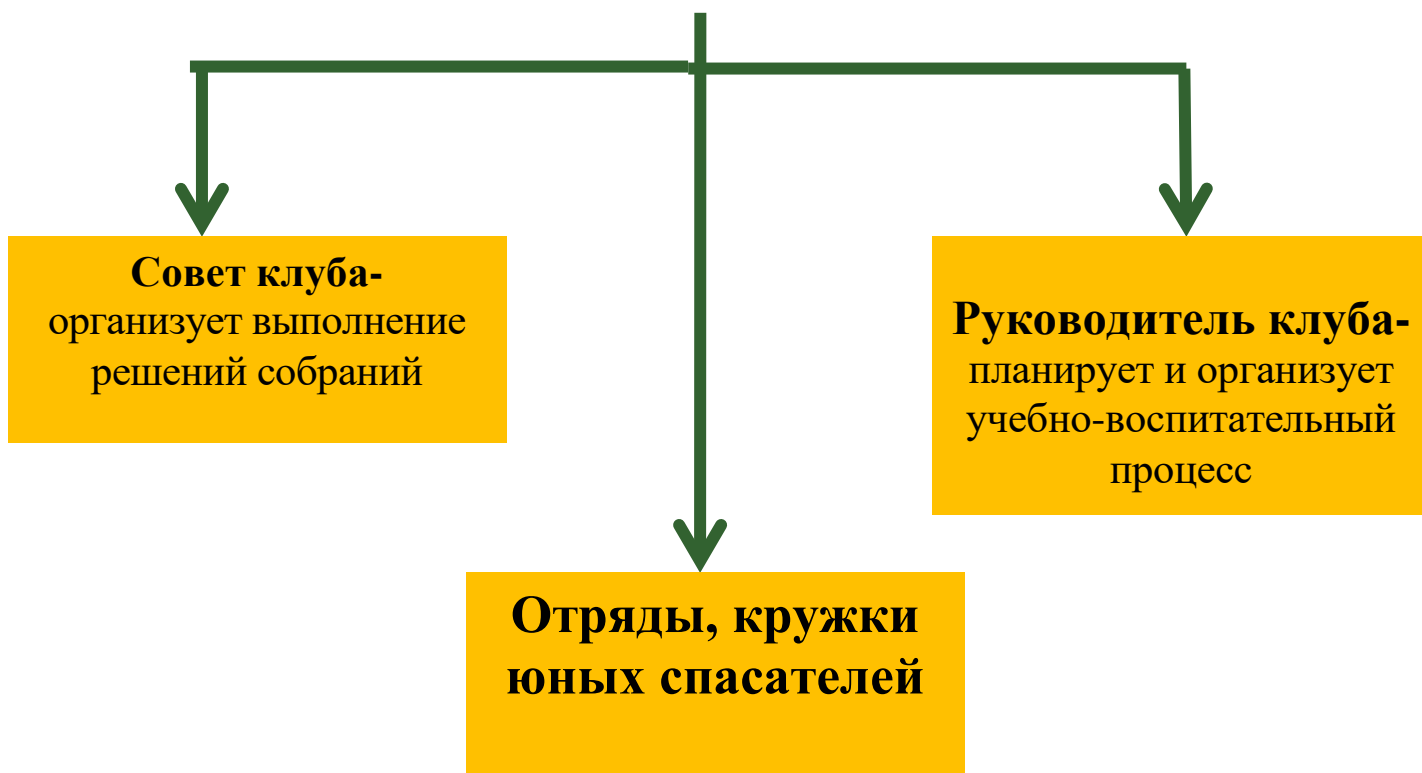 Совет клуба-
организует выполнение
решений собраний
Руководитель клуба-
планирует и организует
учебно-воспитательный
процесс
Отряды, кружки
юных спасателей